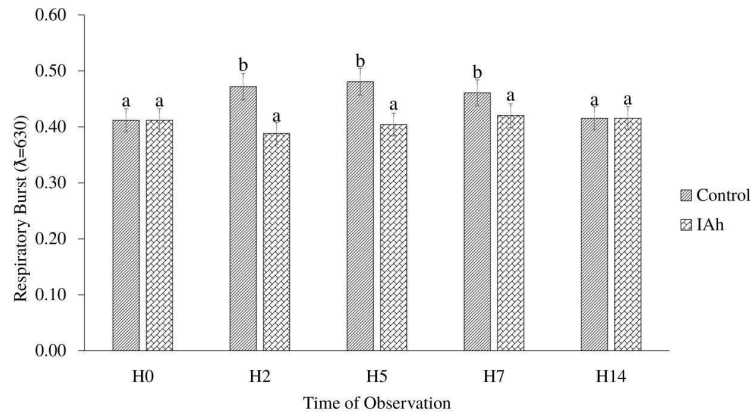 0.60
0.50
0.40
0.30
0.20
0.10
0.00
Respiratory Burst (λ=630)
a a
b a
b a
b a
a a
H0 H2 H5 H7 H14
Time of Observation
Control
IAh